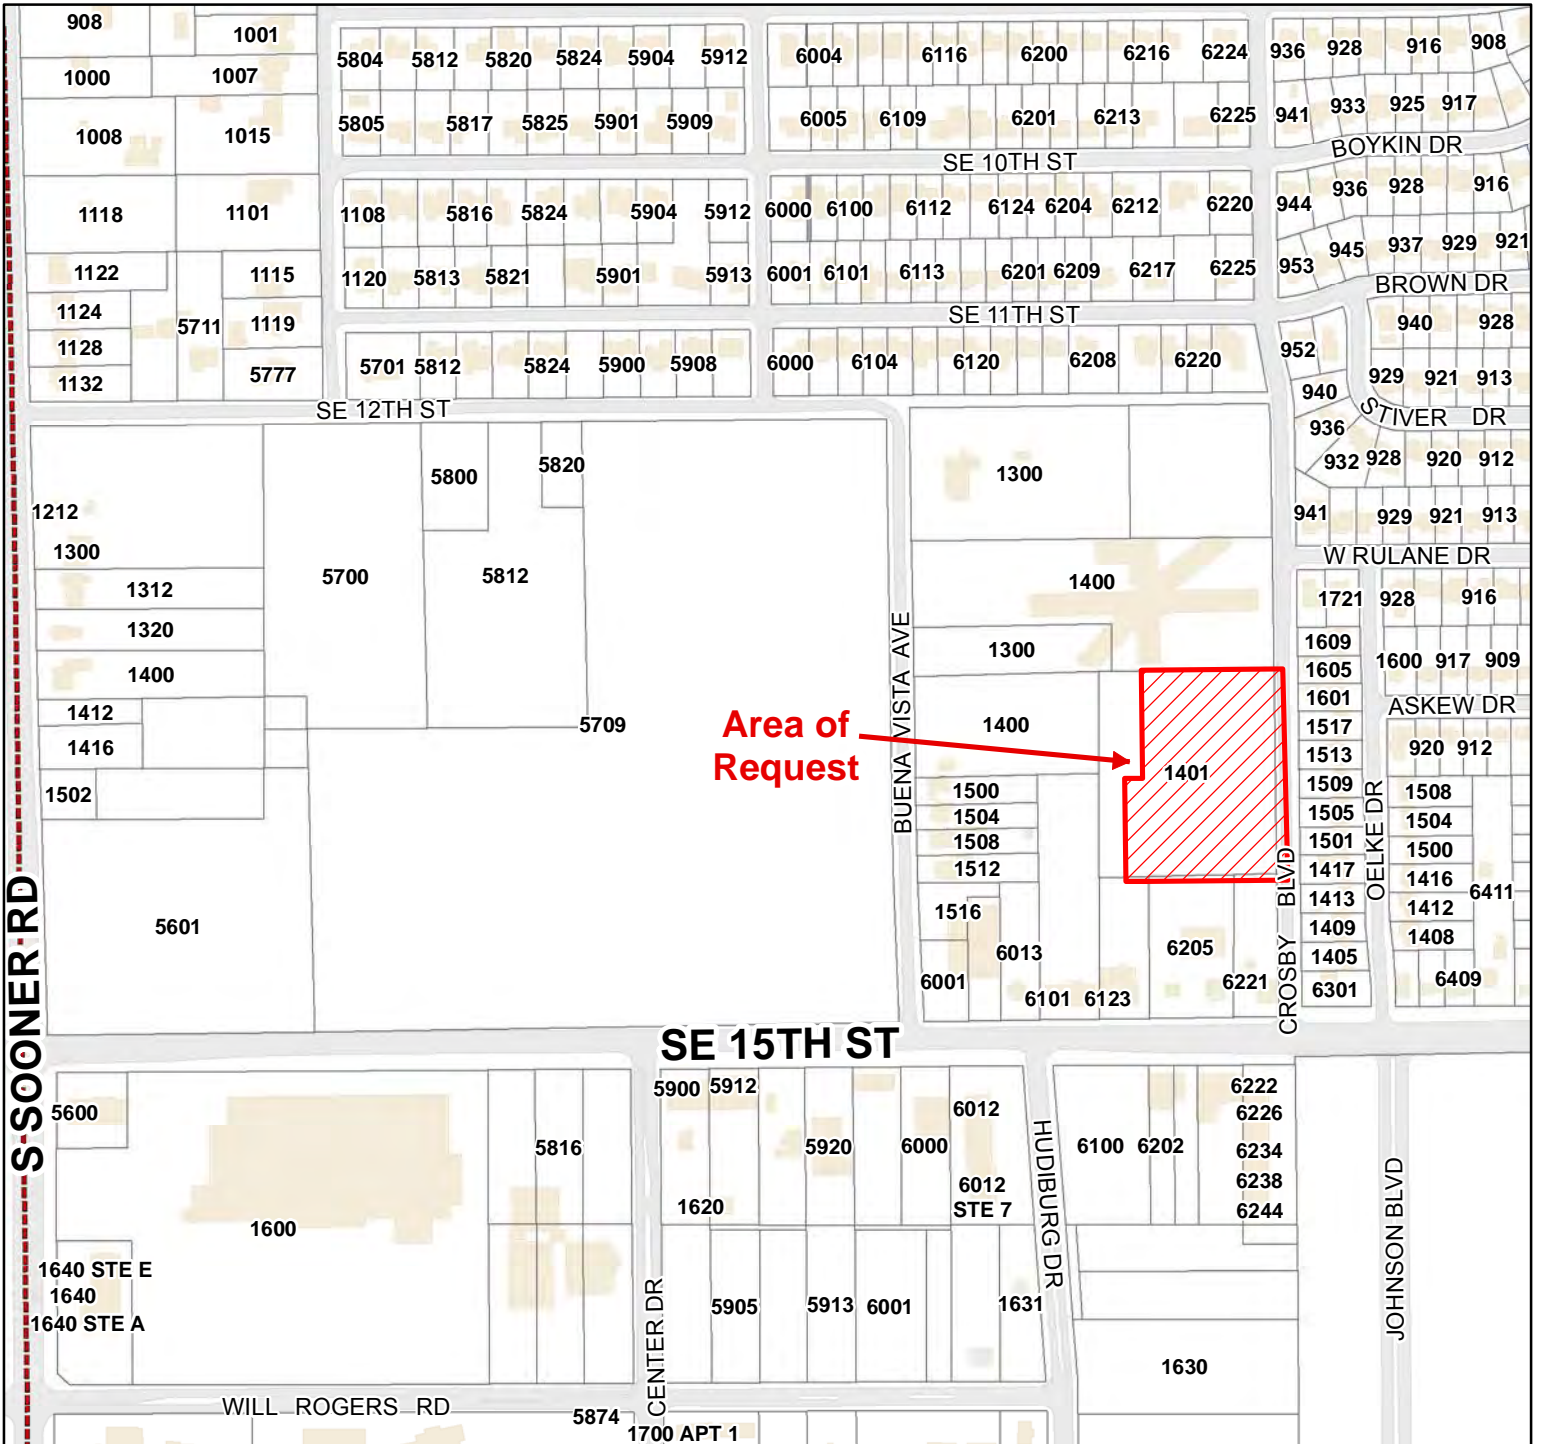 908
1001
1000
1007
1008
1015
1118
1101
1122
1115
1124
5711
1119
1128
1132
5777
5804 5812 5820 5824 5904 5912
5805 5817 5825 5901 5909
6004 6116 6200 6216 6224
6005 6109 6201 6213 6225
936 928 916 908
941 933 925 917
BOYKIN DR
SE 10TH ST
1108 5816 5824 5904 5912
1120 5813 5821 5901 5913
6000 6100 6112 6124 6204 6212 6220
6001 6101 6113 6201 6209 6217 6225
944 936 928 916
953 945 937 929 921
BROWN DR
SE 11TH ST
5701 5812 5824 5900 5908
6000 6104 6120 6208 6220
952 940 928
940 929 921 913
STIVER DR
936
932 928 920 912
941 929 921 913
W RULANE DR
SE 12TH ST
5800
5820
1212
1300
1312
1320
1400
1412
1416
1502
5700
5812
5709
5601
1300
1400
1300
1400
BUENA VISTA AVE
Area of
Request
1401
1500
1504
1508
1512
1516
6001
6013
6101 6123
6205
6221
CROSBY BLVD
1721 928 916
1609
1605
1601
1517
1513
1509
1505
1501
1417
1413
1409
1405
6301
OELKE DR
1600 917 909
ASKEW DR
920 912
1508
1504
1500
1416
1412
1408
6411
6409
S SOONER RD
SE 15TH ST
5600
1600
5816
1640 STE E
1640
1640 STE A
5900 5912
5920
6000
6012
6012
STE 7
1620
5905 5913 6001
1631
CENTER DR
HUDIBURG DR
6100 6202
6222
6226
6234
6238
6244
1630
JOHNSON BLVD
WILL ROGERS RD
5874
1700 APT 1